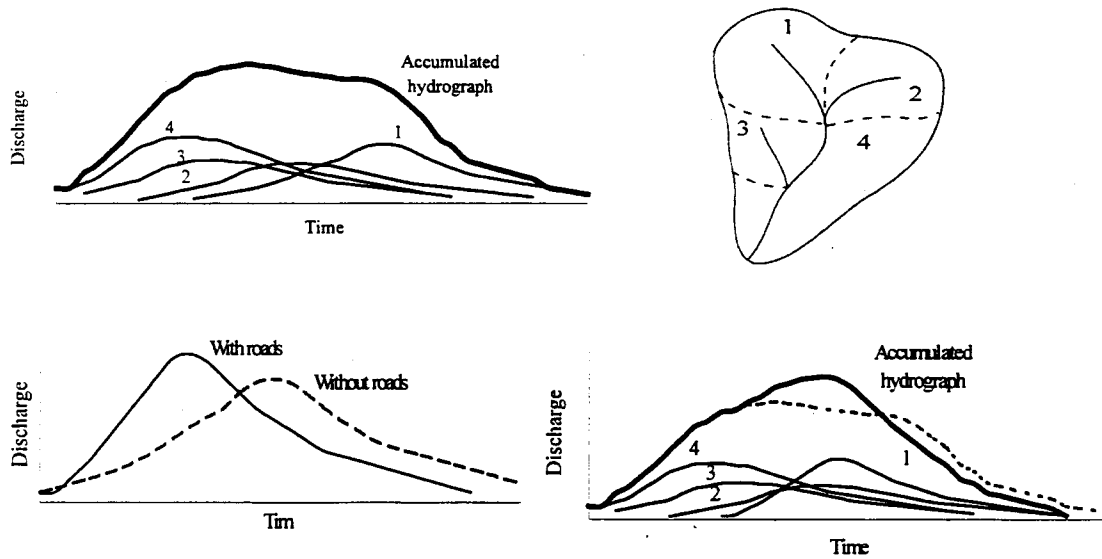 Accumulated
hydrograph
Discharge
4
3
2
1
Time
1
2
3
4
With roads
Without roads
Discharge
Tim
Accumulated
hydrograph
Discharge
4
3
2
1
Time